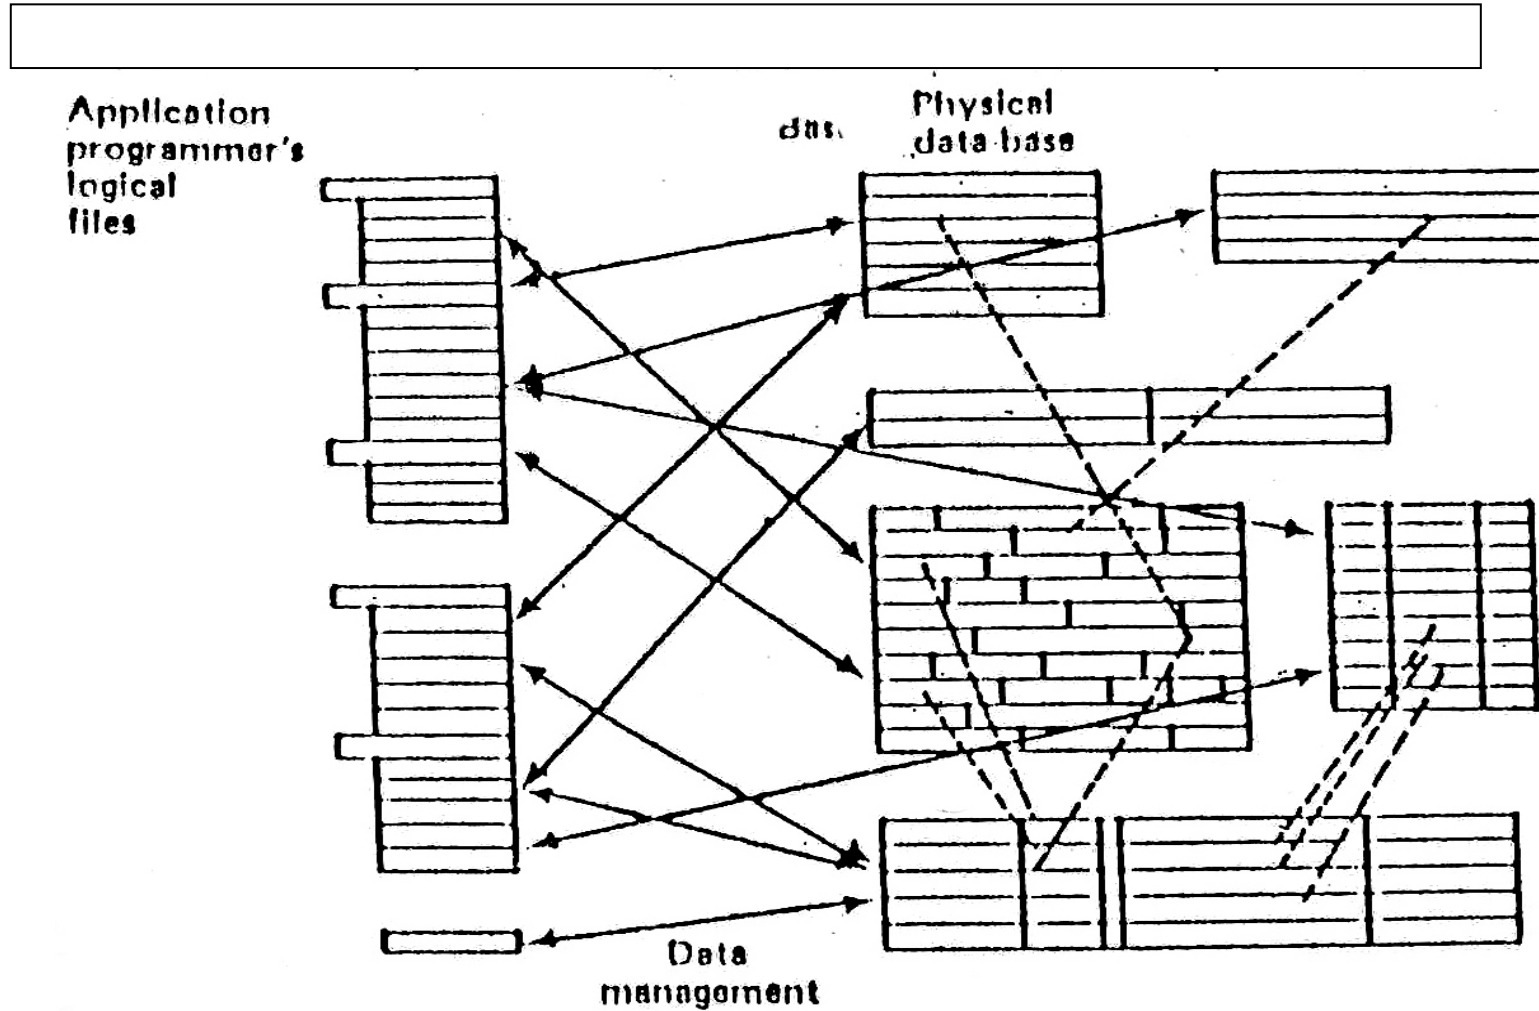 Application
programmer's
logical
files
Physical
data base
Data
management